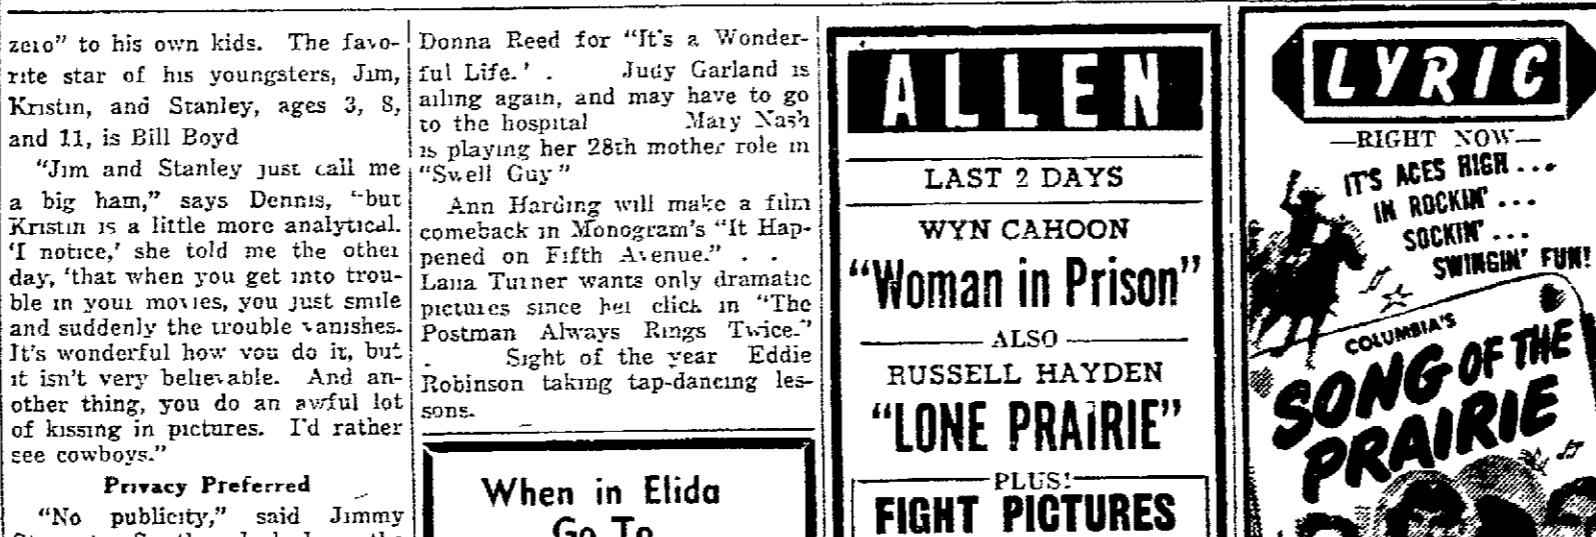 zero" to his own kids. The favo-
rite star of his youngsters, Jim,
Kristin, and Stanley, ages 3, 8,
and 11, is Bill Boyd
"Jim and Stanley just call me
a big ham," says Dennis, "but
Kristin is a little more analytical.
'I notice,' she told me the other
day, 'that when you get into trou-
ble in your movies, you just smile
and suddenly the trouble vanishes.
It's wonderful how you do it, but
it isn't very believable. And an-
other thing, you do an awful lot
of kissing in pictures. I'd rather
see cowboys."
Privacy Preferred
"No publicity," said Jimmy
Donna Reed for "It's a Wonder-
ful Life.' . Judy Garland is
ailing again, and may have to go
to the hospital Mary Nash
is playing her 28th mother role in
"Swell Guy"
Ann Harding will make a film
comeback in Monogram's "It Hap-
pened on Fifth Avenue." . .
Lana Turner wants only dramatic
pictures since her click in "The
Postman Always Rings Twice."
. Sight of the year Eddie
Robinson taking tap-dancing les-
sons.
When in Elida
Go To
ALLEN
LAST 2 DAYS
WYN CAHOON
"Woman in Prison"
ALSO
RUSSELL HAYDEN
"LONE PRAIRIE"
PLUS!
FIGHT PICTURES
LYRIC
—RIGHT NOW—
IT'S ACES HIGH...
IN ROCKIN'...
SOCKIN'...
SWINGIN' FUN!
COLUMBIA'S
SONG OF THE
PRAIRIE